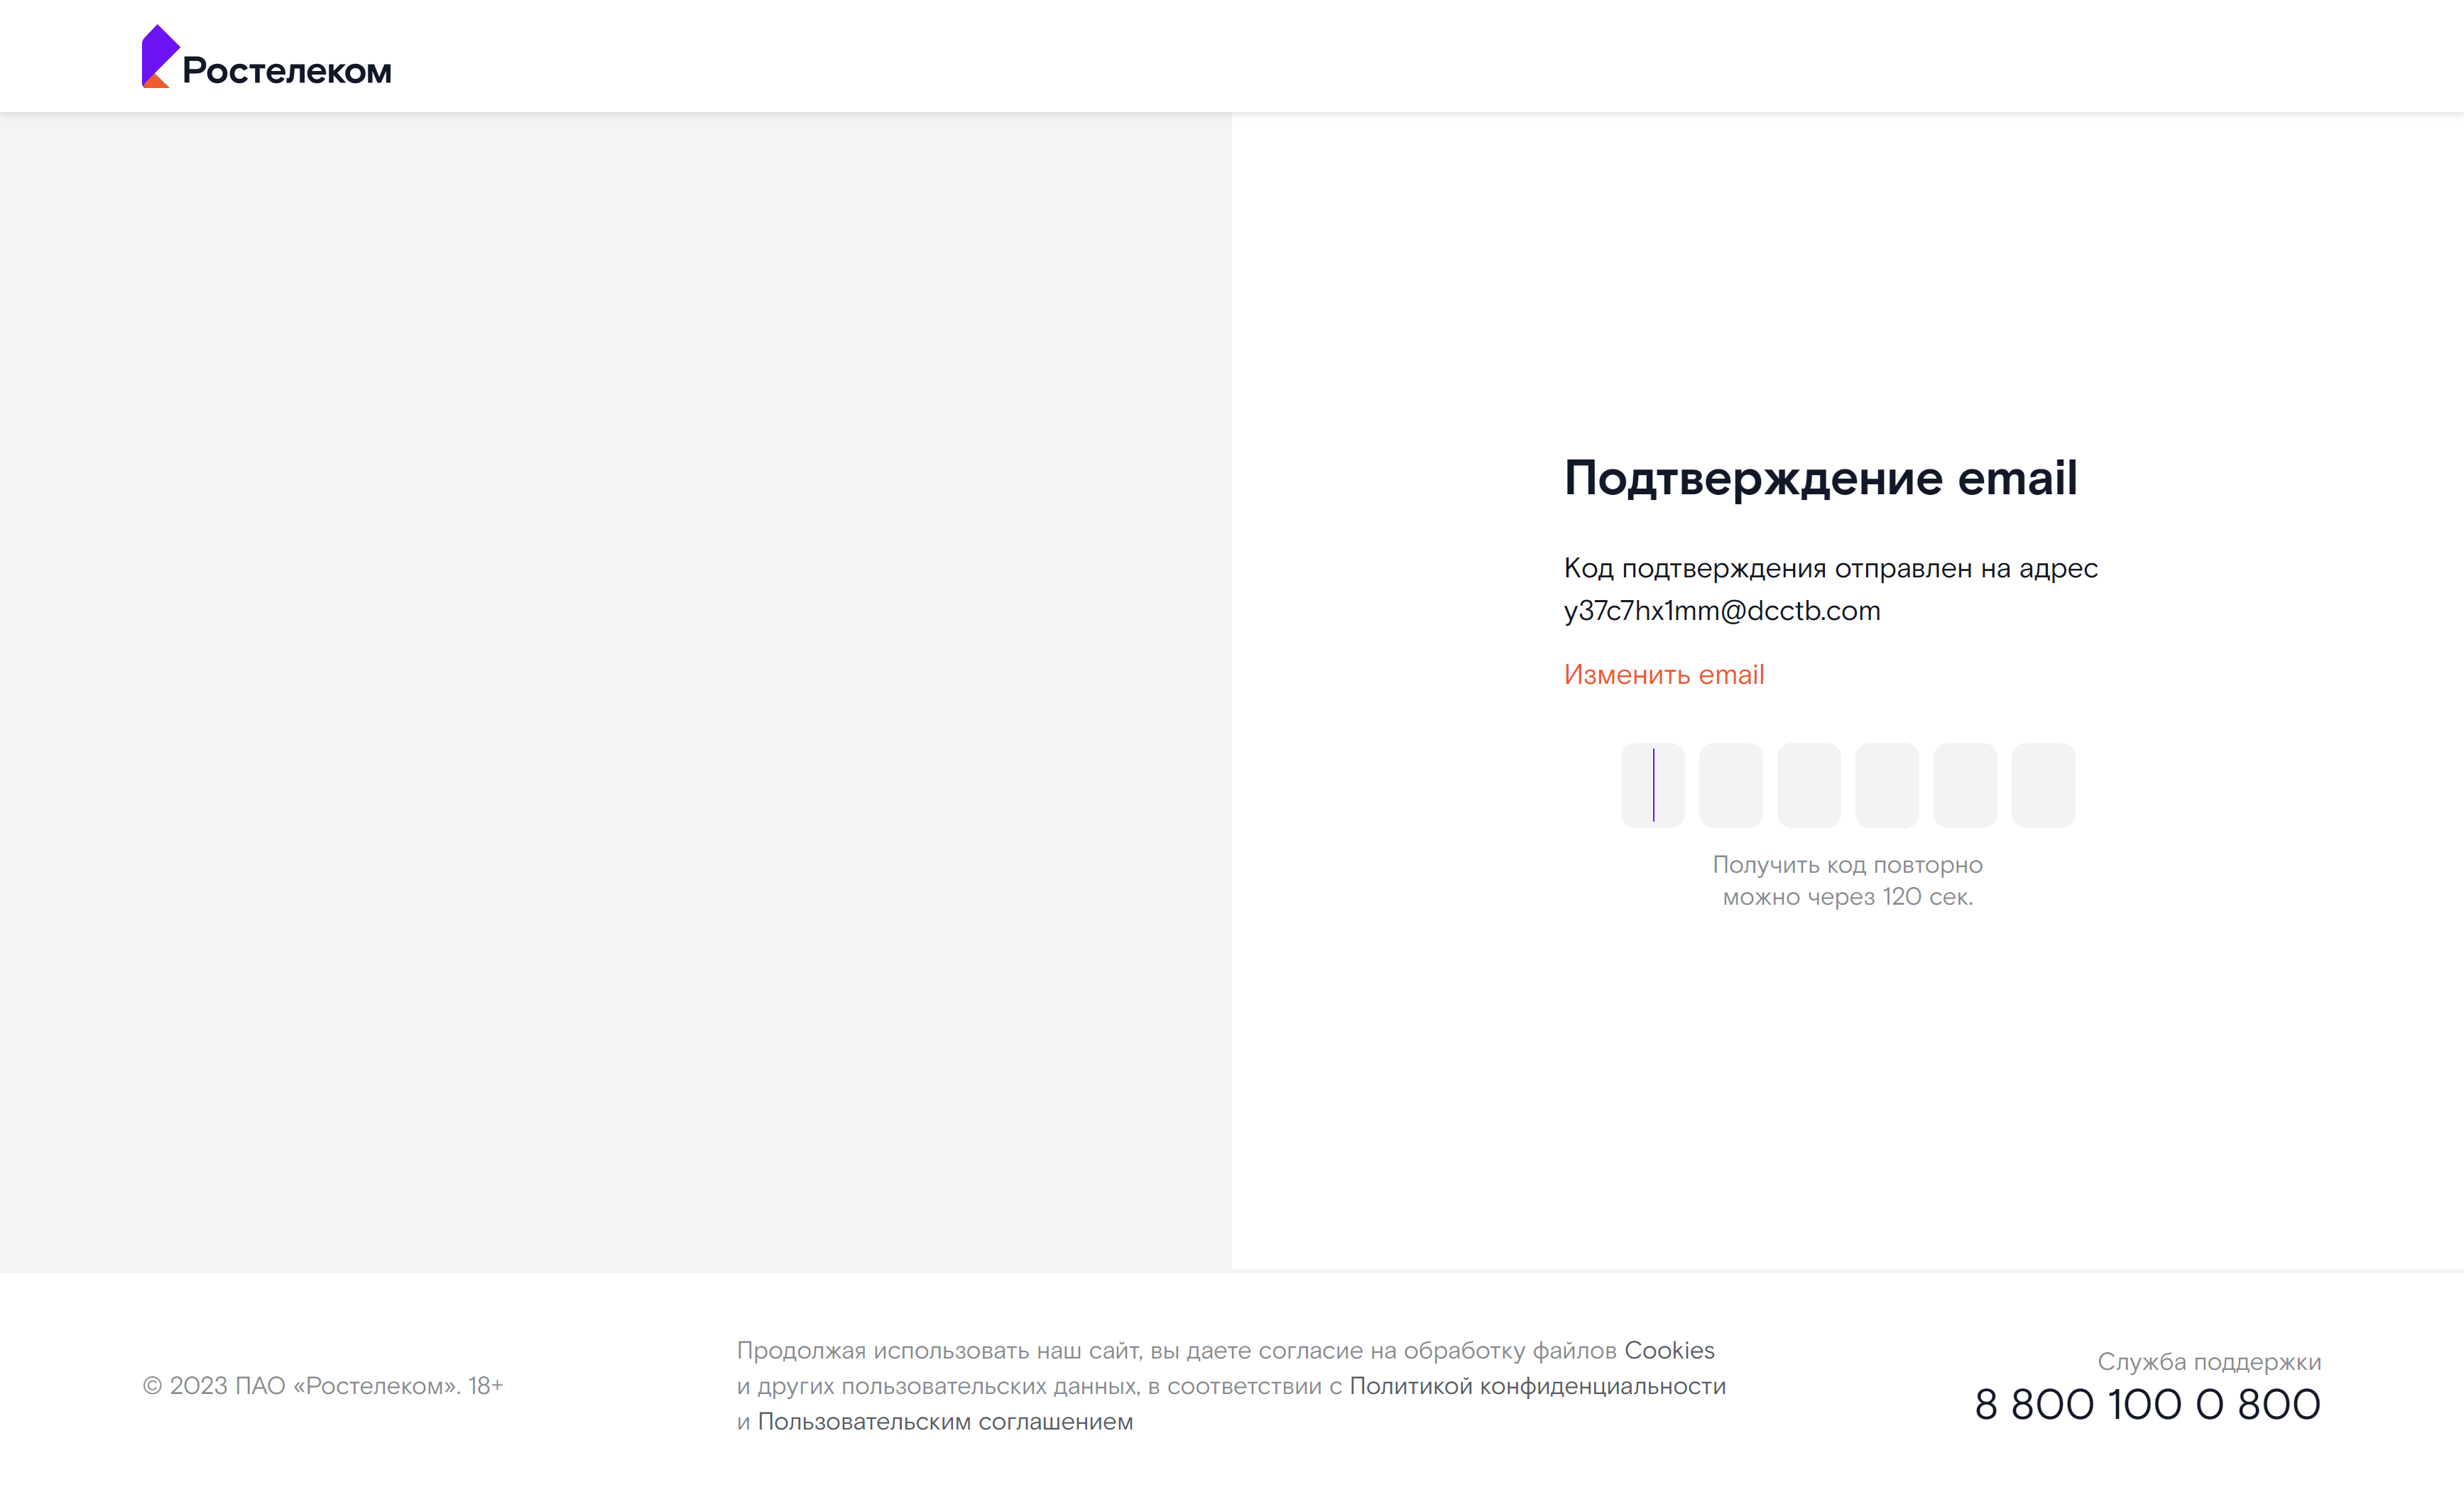 Ростелеком
Подтверждение email
Код подтверждения отправлен на адрес
y37c7hx1mm@dcctb.com
Изменить email
Получить код повторно
можно через 120 сек.
© 2023 ПАО «Ростелеком». 18+
Продолжая использовать наш сайт, вы даете согласие на обработку файлов Cookies
и других пользовательских данных, в соответствии с Политикой конфиденциальности
и Пользовательским соглашением
Служба поддержки
8 800 100 0 800